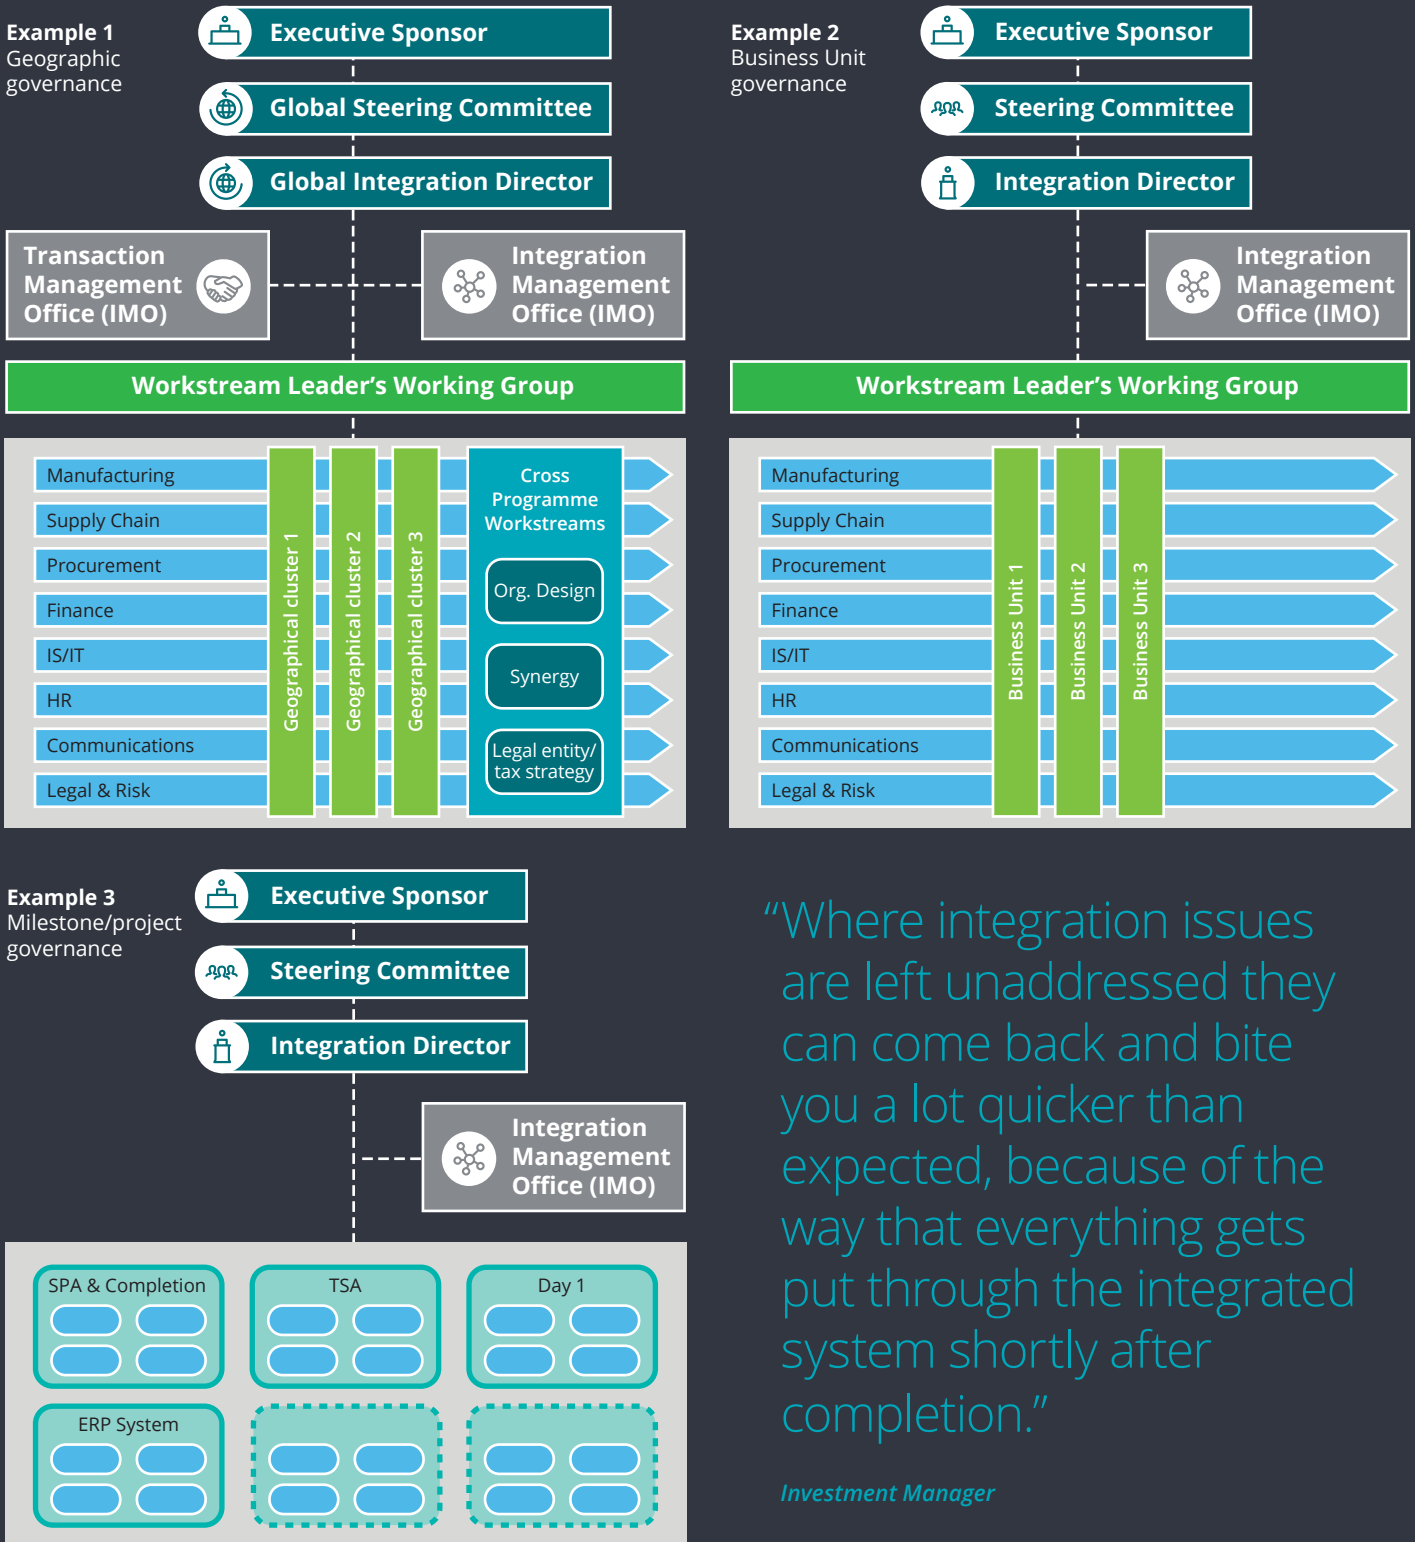 Example 1
Geographic
governance
Executive Sponsor
Global Steering Committee
Global Integration Director
Transaction
Management
Office (IMO)
Integration
Management
Office (IMO)
Workstream Leader’s Working Group
Manufacturing
Supply Chain
Procurement
Finance
IS/IT
HR
Communications
Legal & Risk
Geographical cluster 1
Geographical cluster 2
Geographical cluster 3
Cross
Programme
Workstreams
Org. Design
Synergy
Legal entity/
tax strategy
Example 2
Business Unit
governance
Executive Sponsor
Steering Committee
Integration Director
Integration
Management
Office (IMO)
Workstream Leader’s Working Group
Manufacturing
Supply Chain
Procurement
Finance
IS/IT
HR
Communications
Legal & Risk
Business Unit 1
Business Unit 2
Business Unit 3
Example 3
Milestone/project
governance
Executive Sponsor
Steering Committee
Integration Director
Integration
Management
Office (IMO)
SPA & Completion
TSA
Day 1
ERP System
“Where integration issues
are left unaddressed they
can come back and bite
you a lot quicker than
expected, because of the
way that everything gets
put through the integrated
system shortly after
completion.”
Investment Manager